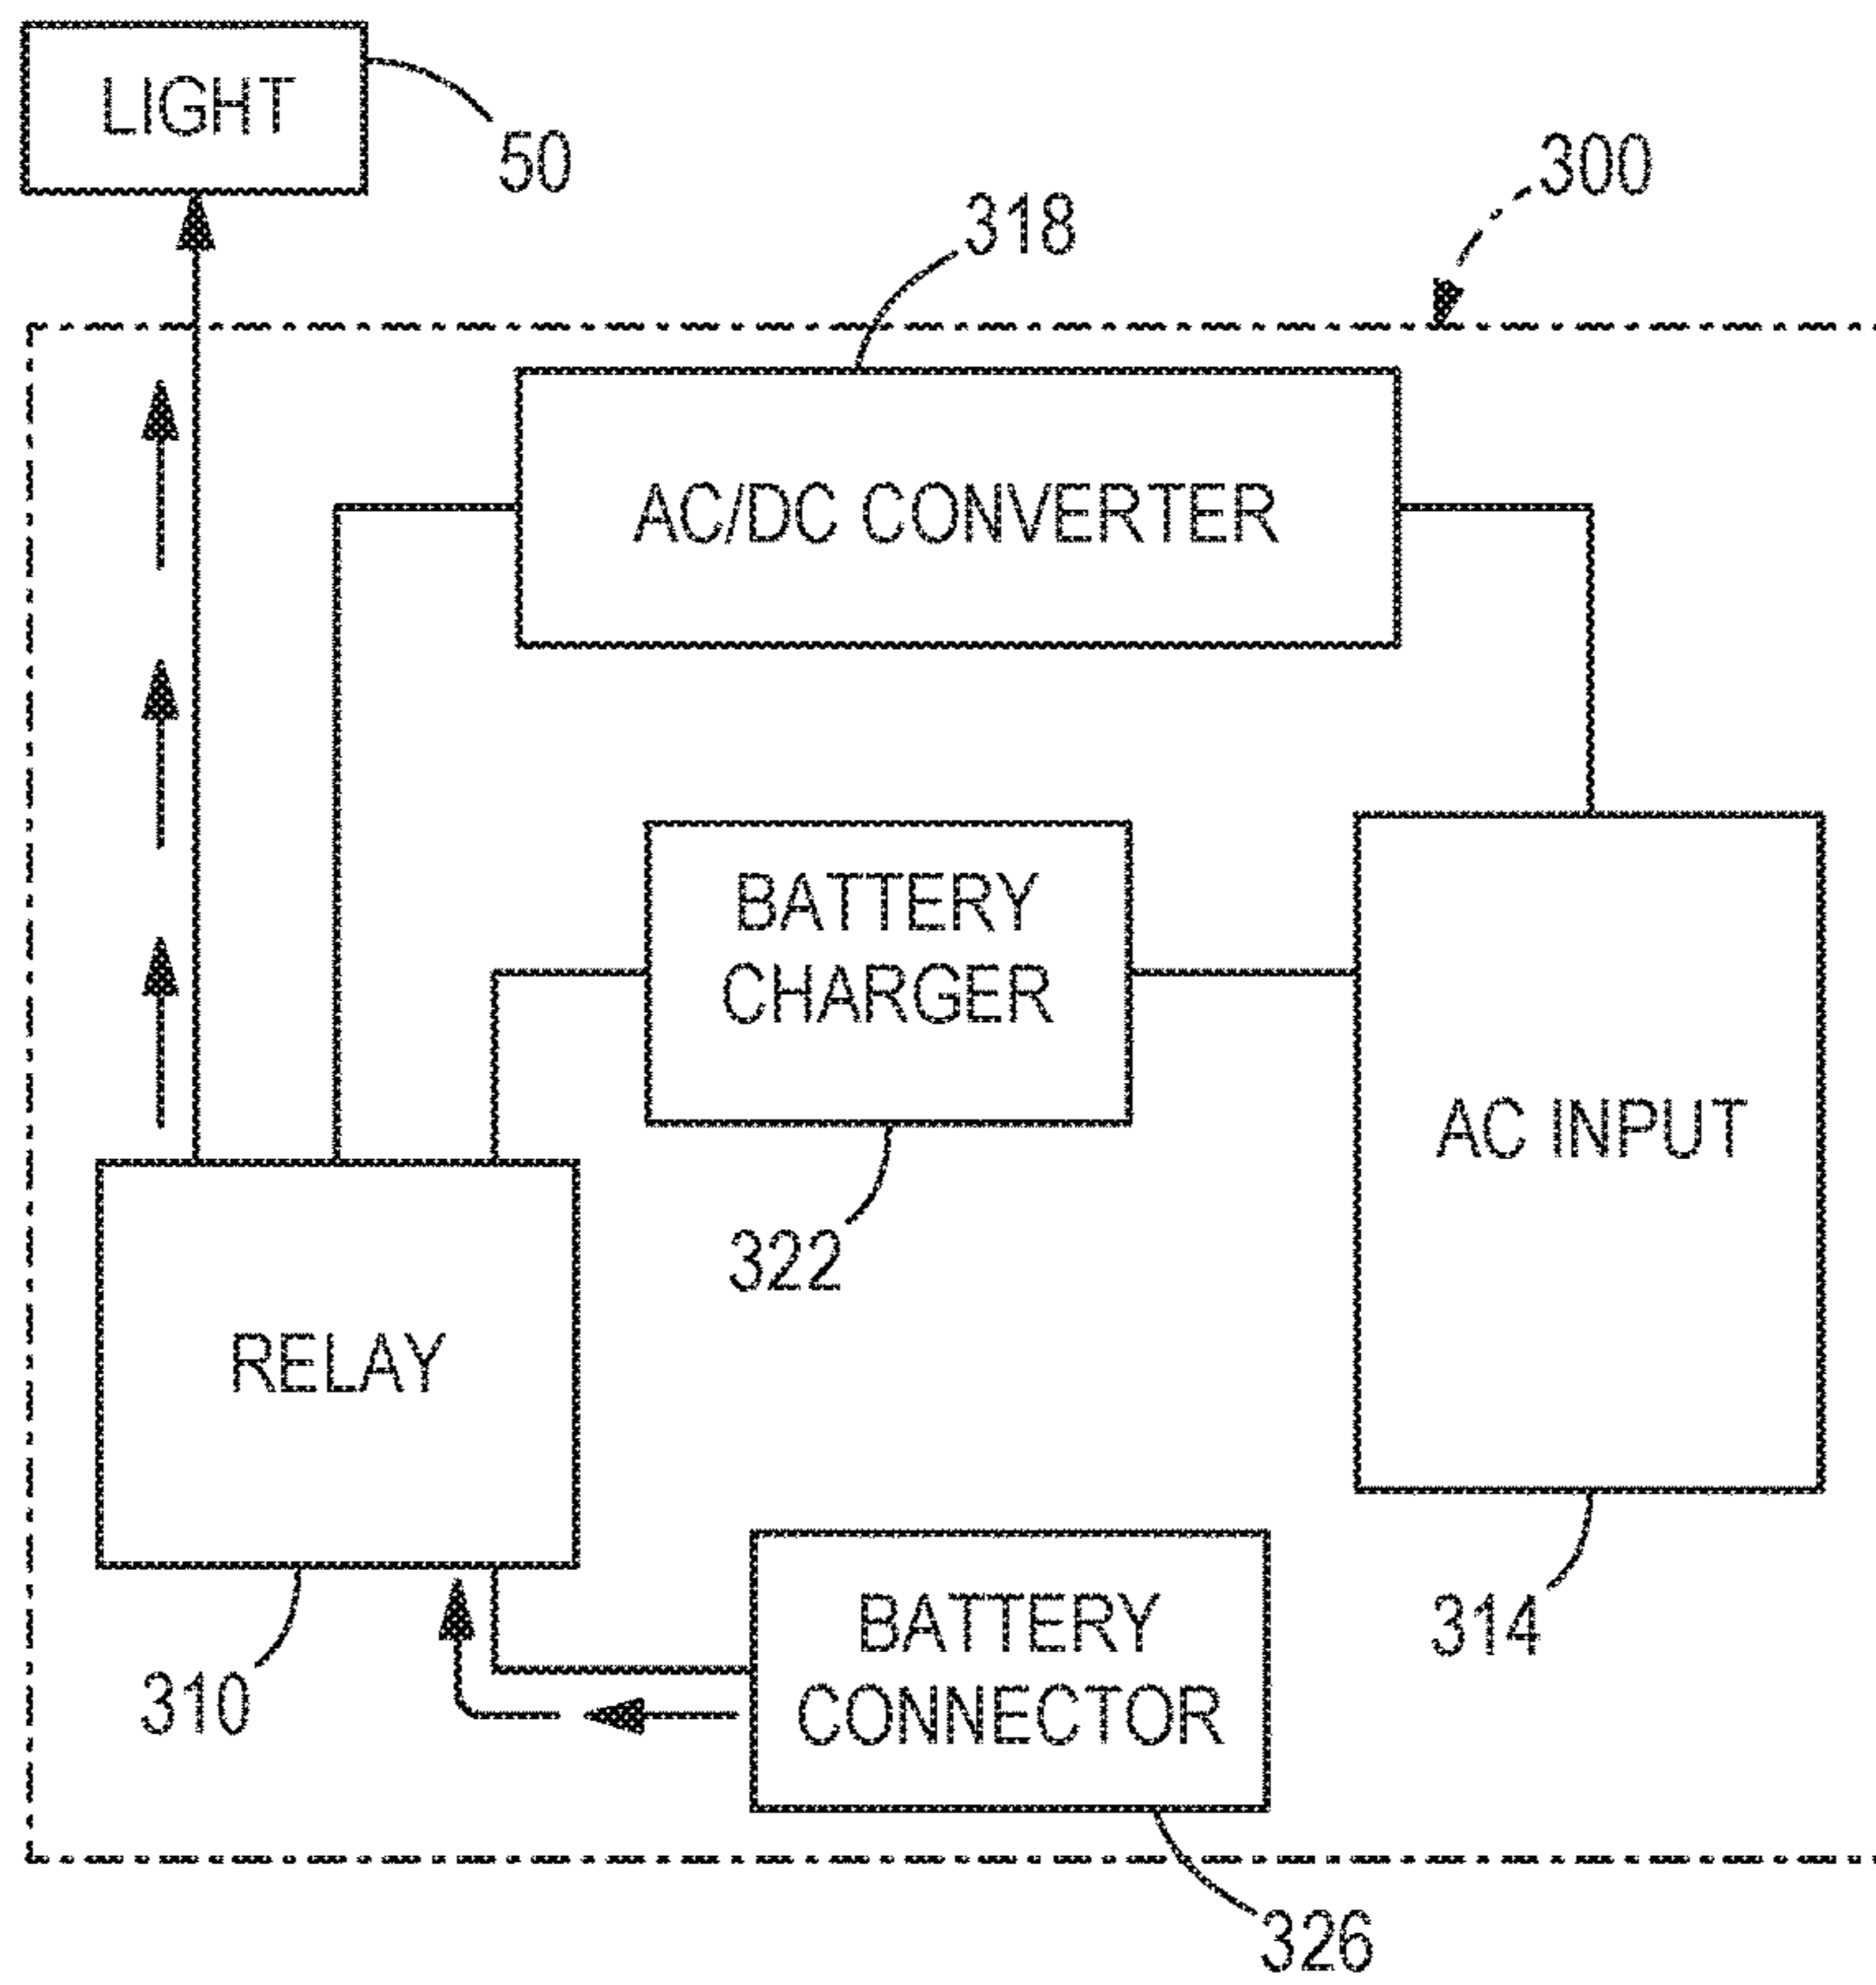 LIGHT
50
300
318
AC/DC CONVERTER
BATTERY
CHARGER
AC INPUT
322
RELAY
BATTERY
CONNECTOR
314
310
326